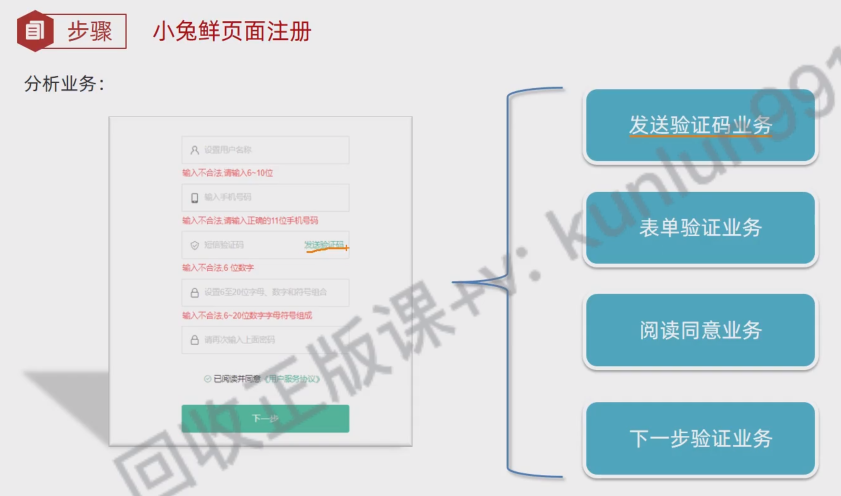 步骤
小兔鲜页面注册
分析业务：
设置用户名称
输入不合法,请输入6~10位
输入手机号码
输入不合法,请输入正确的11位手机号码
短信验证码
发送验证码
输入不合法,6 位数字
设置6至20位字母、数字和符号组合
输入不合法,6~20位数字字母符号组成
请再次输入上面密码
已阅读并同意《用户服务协议》
下一步
发送验证码业务
表单验证业务
阅读同意业务
下一步验证业务
回收正版课+v: kunlun991